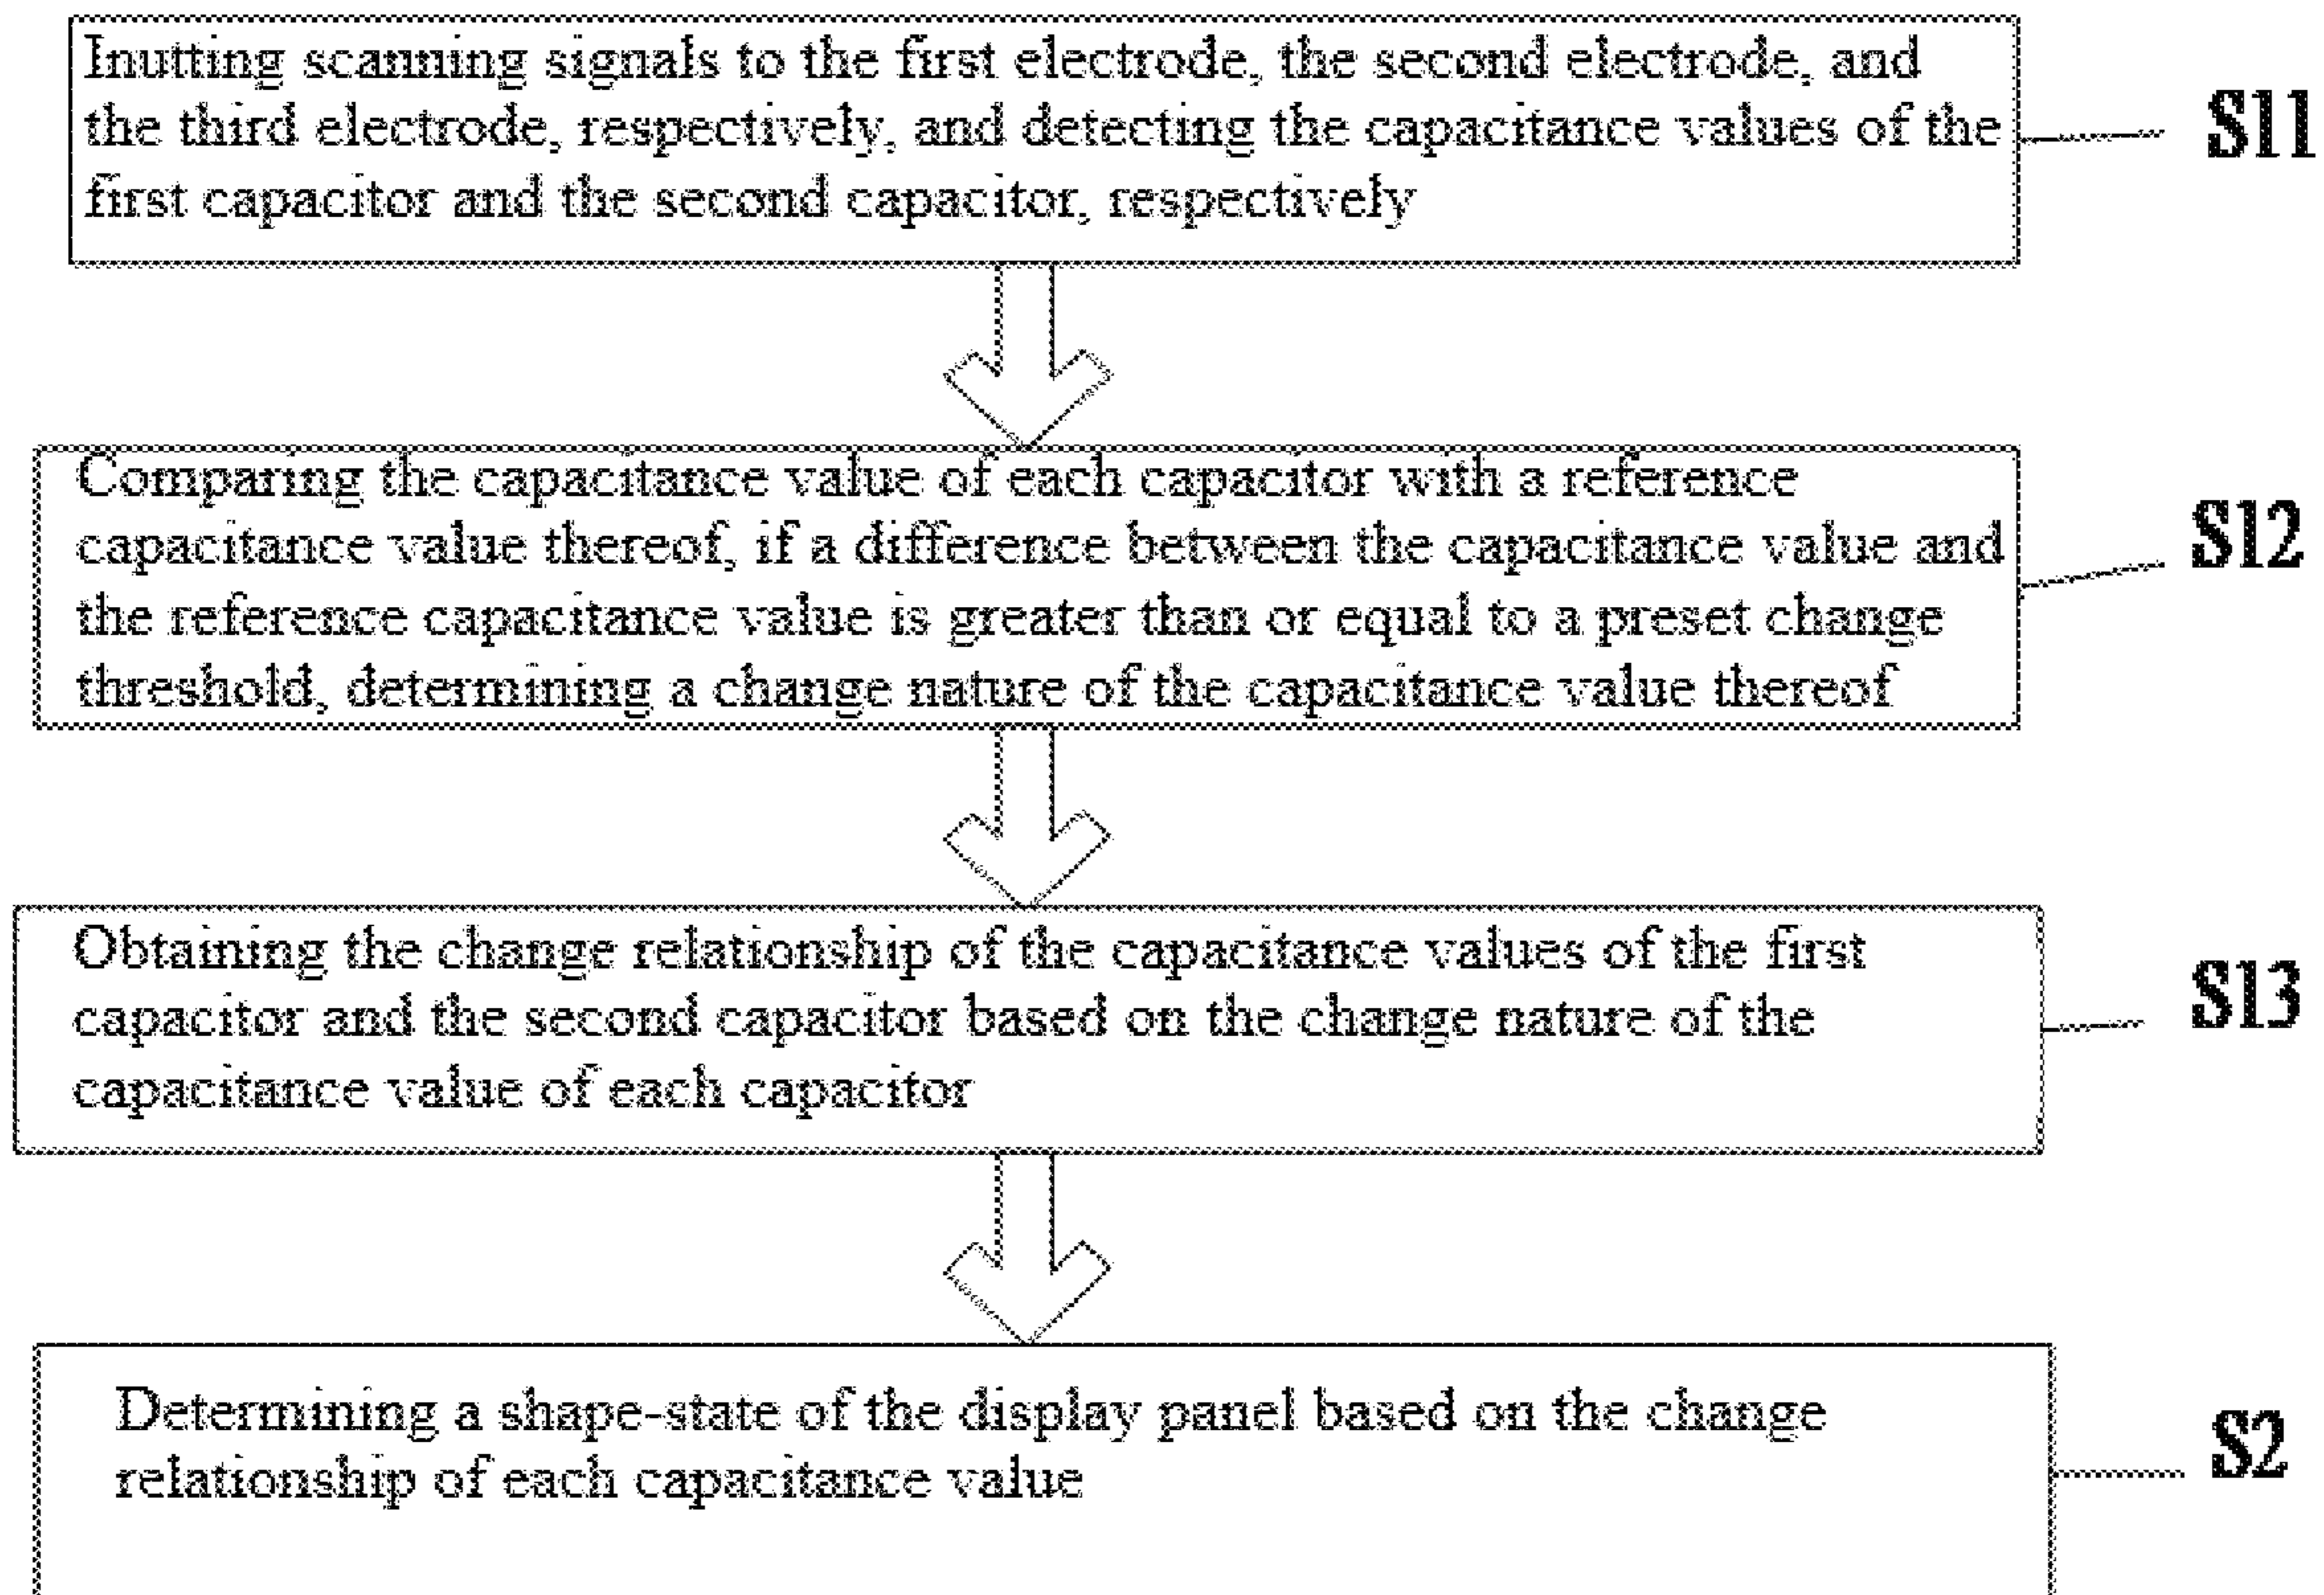 Inutting scanning signals to the first electrode, the second electrode, and
the third electrode, respectively, and detecting the capacitance values of the
first capacitor and the second capacitor, respectively
S11
Comparing the capacitance value of each capacitor with a reference
capacitance value thereof, if a difference between the capacitance value and
the reference capacitance value is greater than or equal to a preset change
threshold, determining a change nature of the capacitance value thereof
S12
Obtaining the change relationship of the capacitance values of the first
capacitor and the second capacitor based on the change nature of the
capacitance value of each capacitor
S13
Determining a shape-state of the display panel based on the change
relationship of each capacitance value
S2